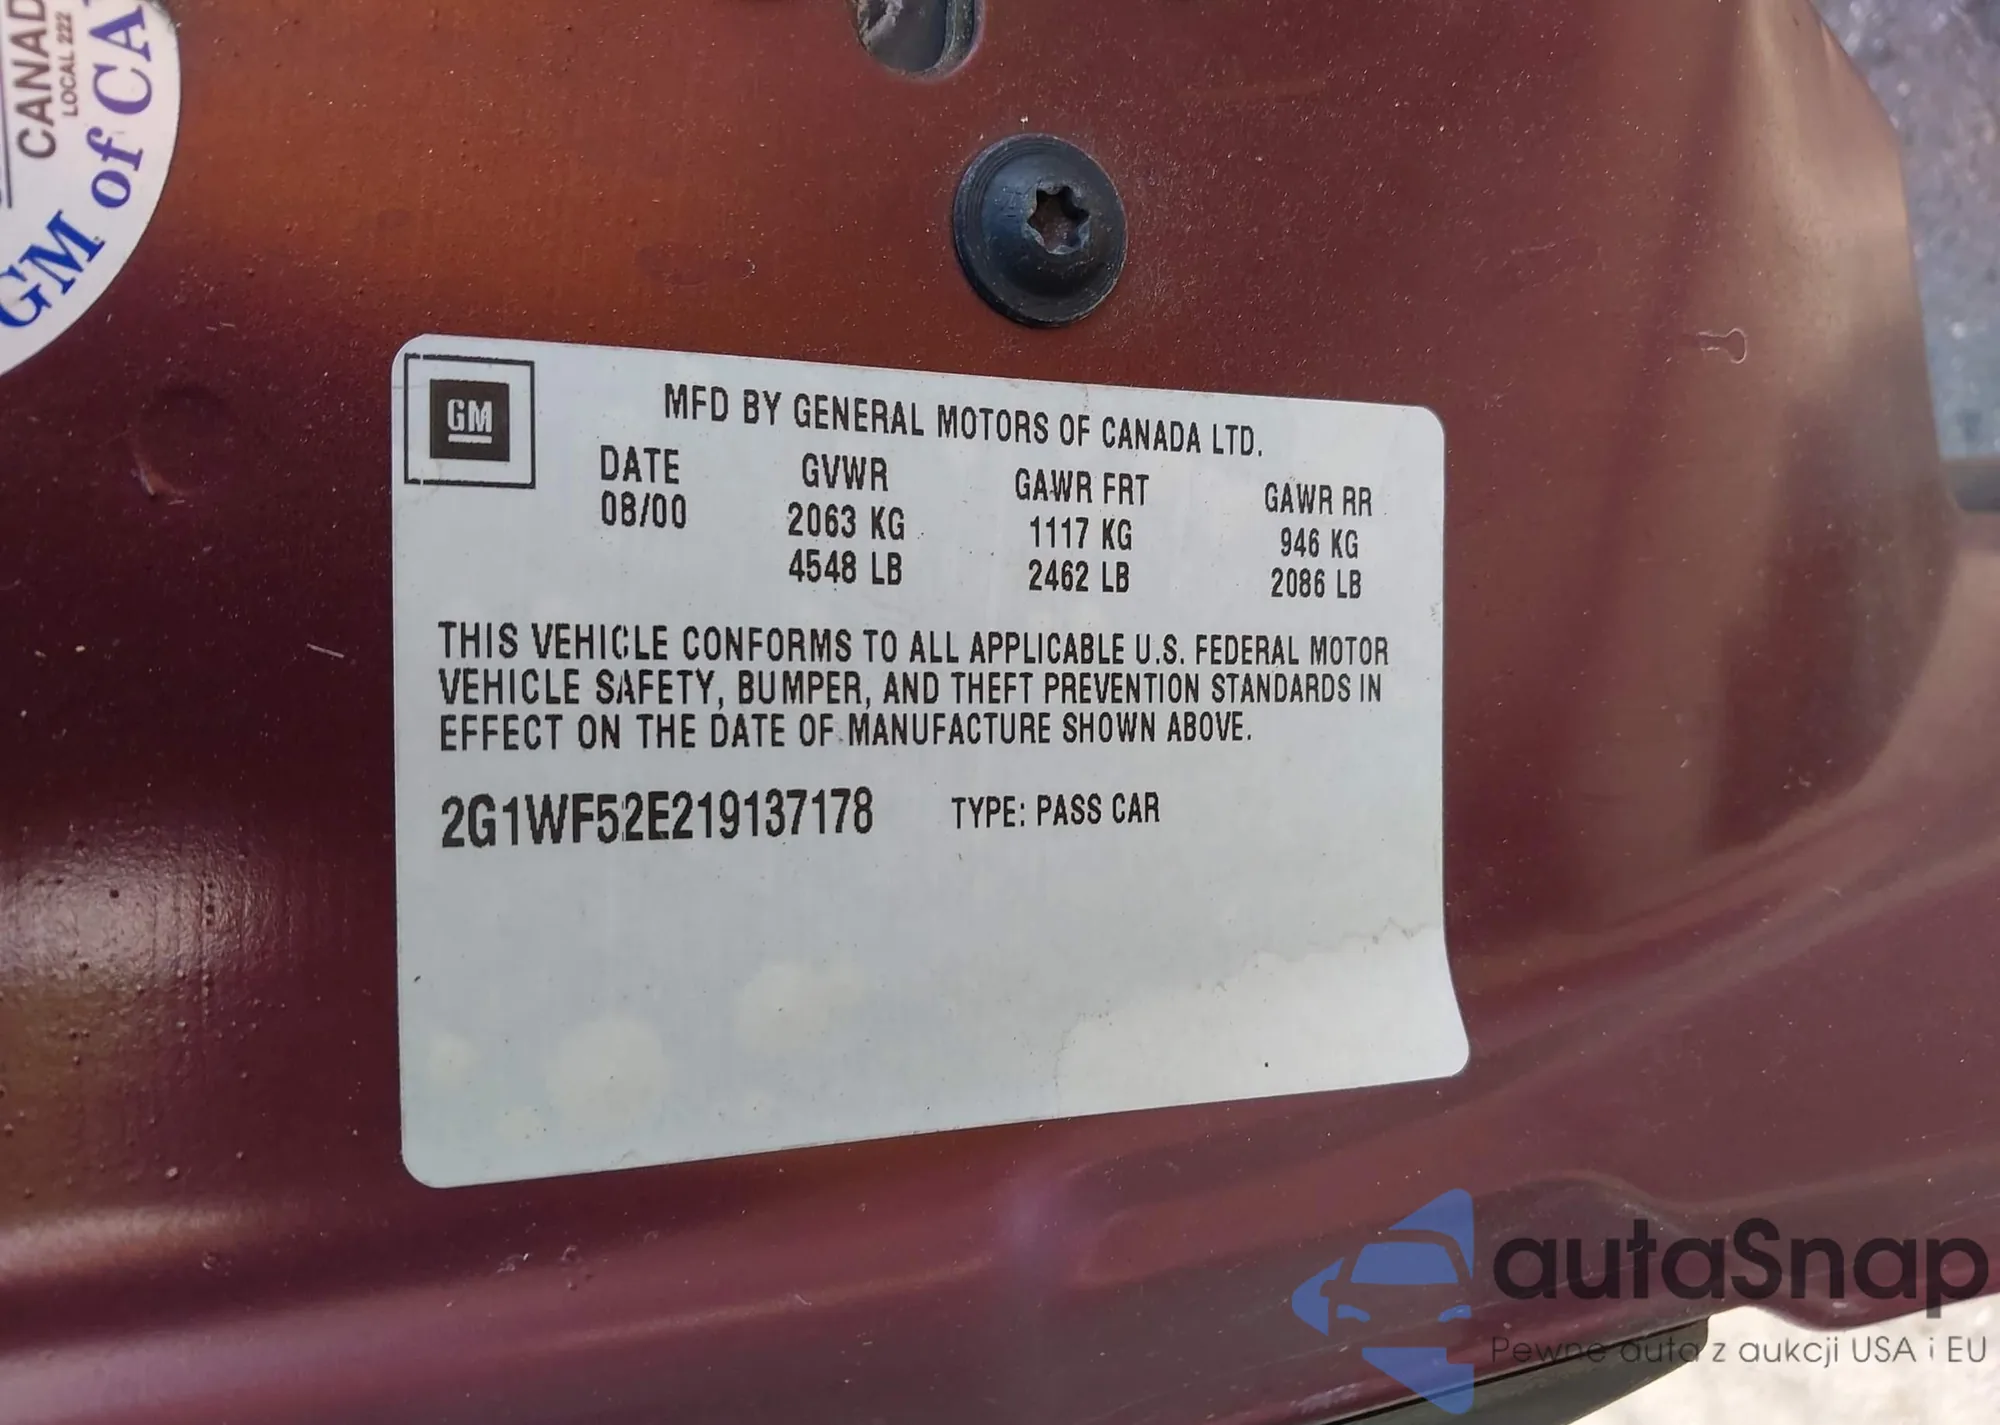 CANAD
LOCAL 222
GM of CA
GM
MFD BY GENERAL MOTORS OF CANADA LTD.
DATE GVWR GAWR FRT GAWR RR
08/00 2063 KG 1117 KG 946 KG
4548 LB 2462 LB 2086 LB
THIS VEHICLE CONFORMS TO ALL APPLICABLE U.S. FEDERAL MOTOR
VEHICLE SAFETY, BUMPER, AND THEFT PREVENTION STANDARDS IN
EFFECT ON THE DATE OF MANUFACTURE SHOWN ABOVE.
2G1WF52E219137178 TYPE: PASS CAR
autaSnap
Pewne auta z aukcji USA i EU